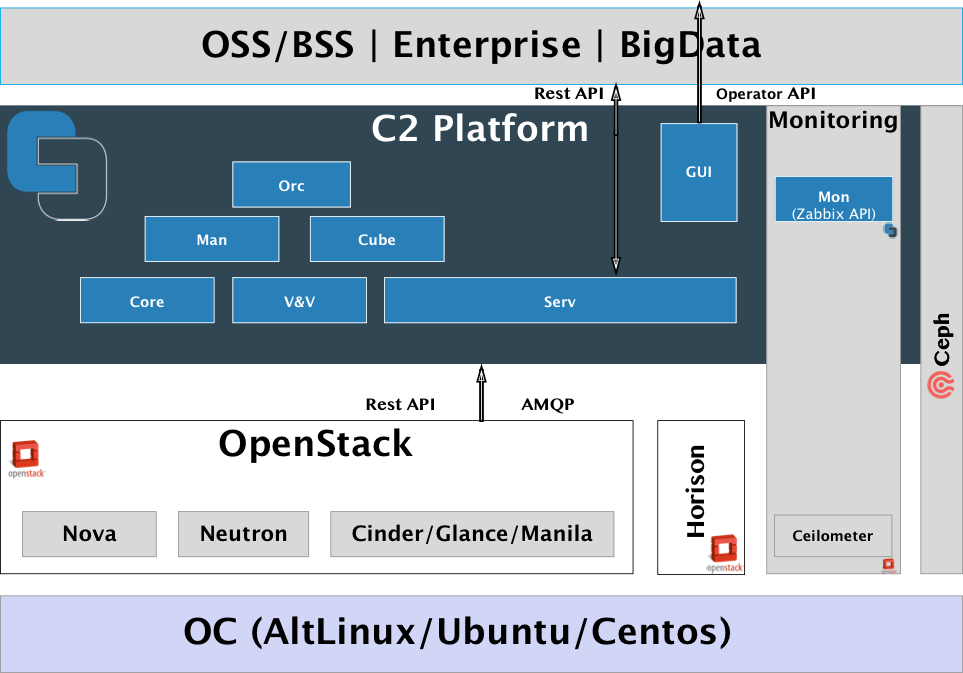 OSS/BSS | Enterprise | BigData
Rest API
Operator API
C2 Platform
Monitoring
GUI
Orc
Mon
(Zabbix API)
Man
Cube
Core
V&V
Serv
Ceph
Rest API
AMQP
OpenStack
openstack
Horison
openstack
Nova
Neutron
Cinder/Glance/Manila
Ceilometer
openstack
OC (AltLinux/Ubuntu/Centos)